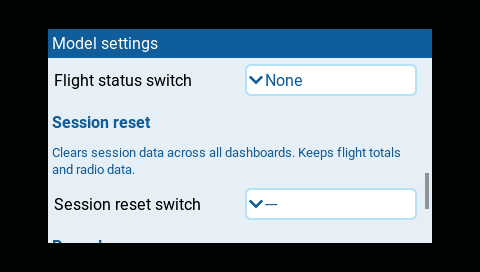 Model settings
Flight status switch
None
Session reset
Clears session data across all dashboards. Keeps flight totals
and radio data.
Session reset switch
---